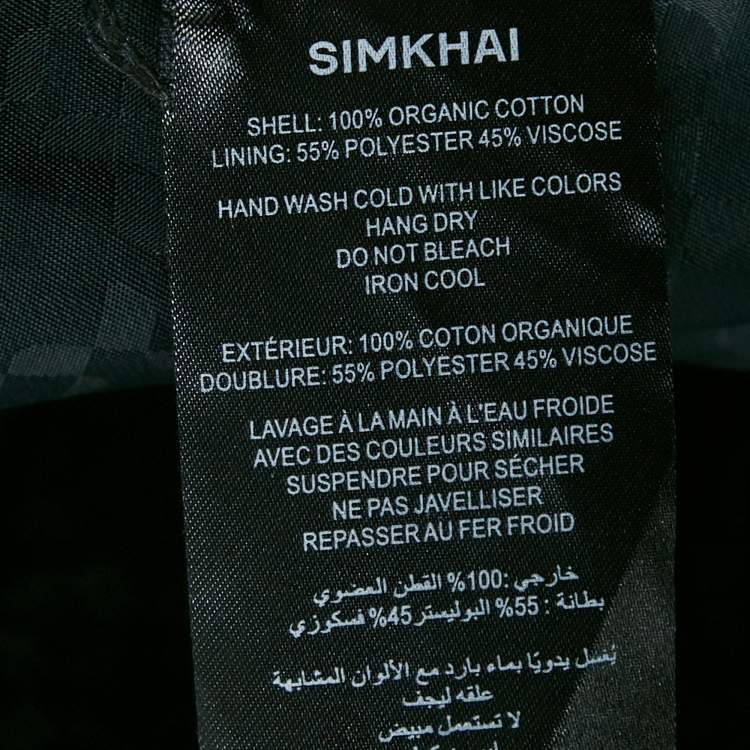 SIMKHAI
SHELL: 100% ORGANIC COTTON
LINING: 55% POLYESTER 45% VISCOSE
HAND WASH COLD WITH LIKE COLORS
HANG DRY
DO NOT BLEACH
IRON COOL
EXTÉRIEUR: 100% COTON ORGANIQUE
DOUBLURE: 55% POLYESTER 45% VISCOSE
LAVAGE À LA MAIN À L'EAU FROIDE
AVEC DES COULEURS SIMILAIRES
SUSPENDRE POUR SÉCHER
NE PAS JAVELLISER
REPASSER AU FER FROID
خارجي :100% القطن العضوي
بطانة : 55% البوليستر 45% فسكوزي
يُغسل يدويًا بماء بارد مع الألوان المشابهة
علقه ليجف
لا تستعمل مبيض